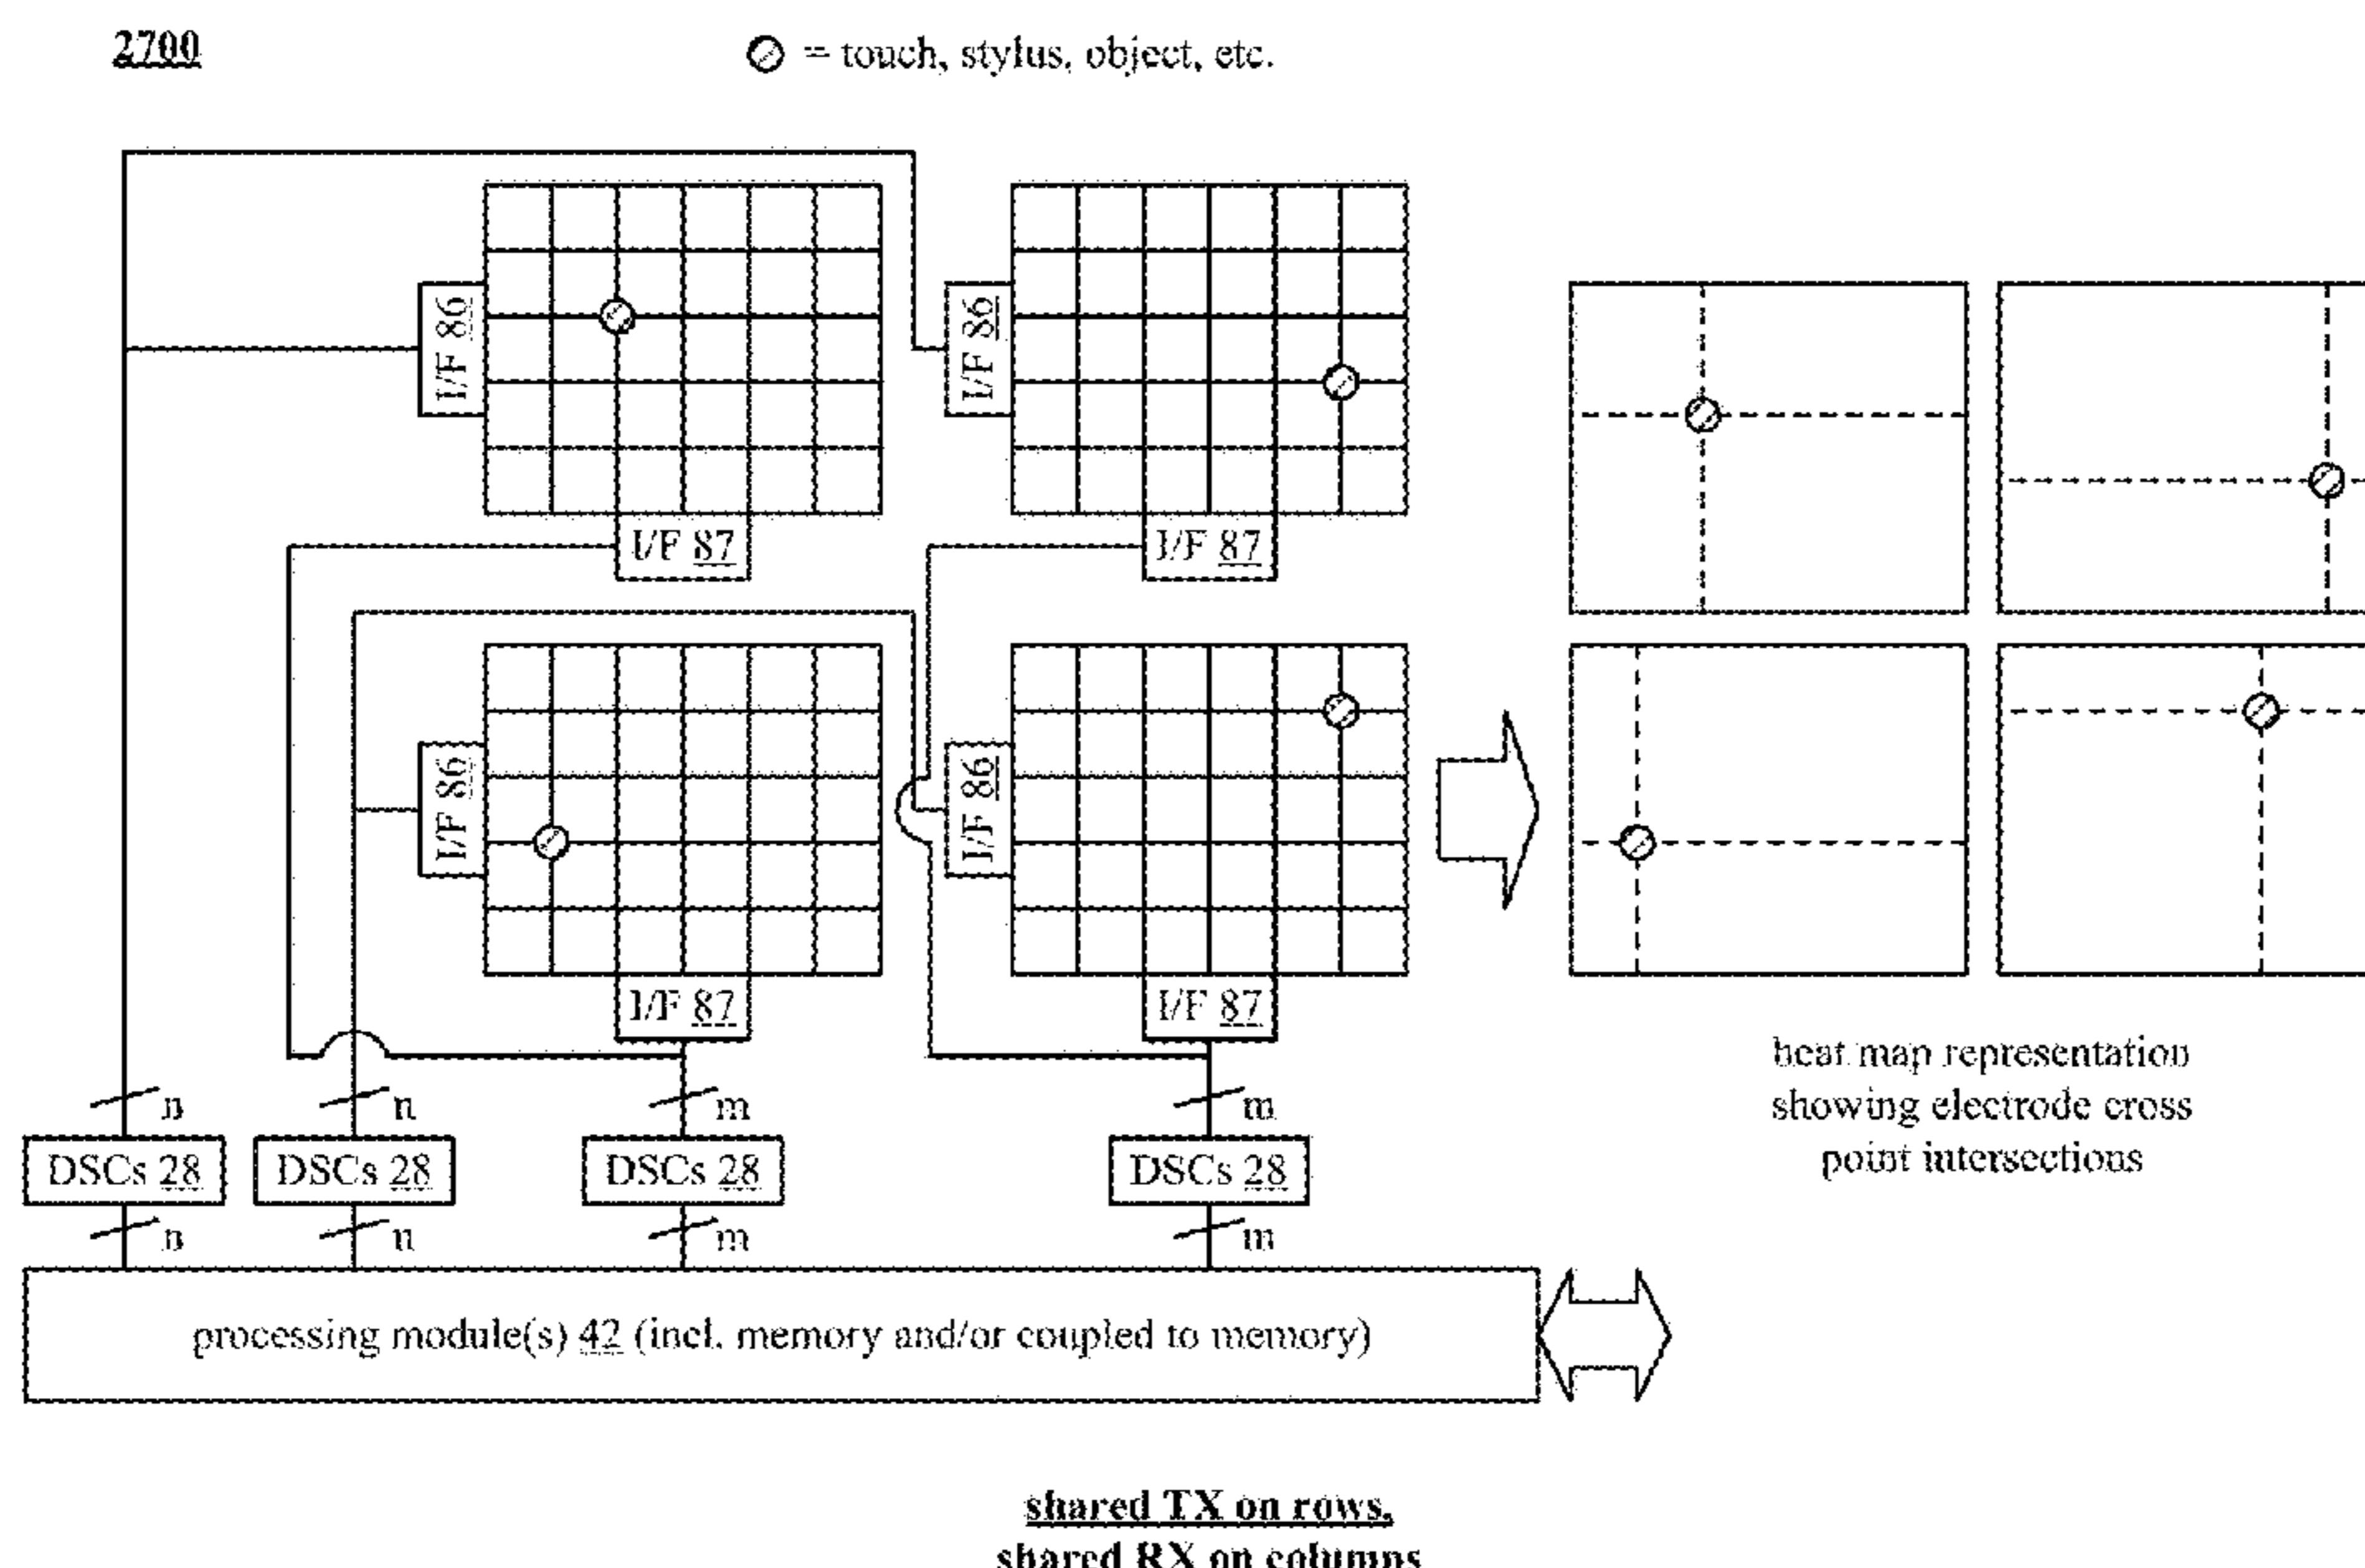 2700
= touch, stylus, object, etc.
I/F 86
I/F 86
I/F 87
I/F 87
I/F 86
I/F 86
I/F 87
I/F 87
heat map representation
showing electrode cross
point intersections
n
n
m
m
DSCs 28
DSCs 28
DSCs 28
DSCs 28
n
n
m
m
processing module(s) 42 (incl. memory and/or coupled to memory)
shared TX on rows,
shared RX on columns